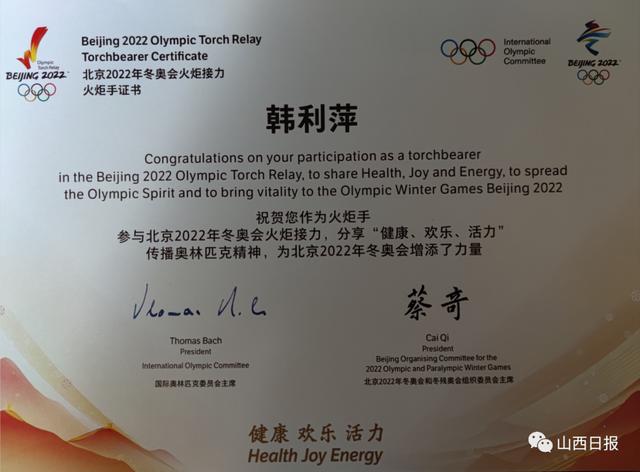 Olympic
Torch Relay
BEIJING 2022
Beijing 2022 Olympic Torch Relay
Torchbearer Certificate
北京2022年冬奥会火炬接力
火炬手证书
International
Olympic
Committee
BEIJING 2022
韩利萍
Congratulations on your participation as a torchbearer
in the Beijing 2022 Olympic Torch Relay, to share Health, Joy and Energy, to spread
the Olympic Spirit and to bring vitality to the Olympic Winter Games Beijing 2022
祝贺您作为火炬手
参与北京2022年冬奥会火炬接力，分享“健康、欢乐、活力”
传播奥林匹克精神，为北京2022年冬奥会增添了力量
Thomas Bach
President
International Olympic Committee
国际奥林匹克委员会主席
蔡奇
Cai Qi
President
Beijing Organising Committee for the
2022 Olympic and Paralympic Winter Games
北京2022年冬奥会和冬残奥会组织委员会主席
健康 欢乐 活力
Health Joy Energy
山西日报